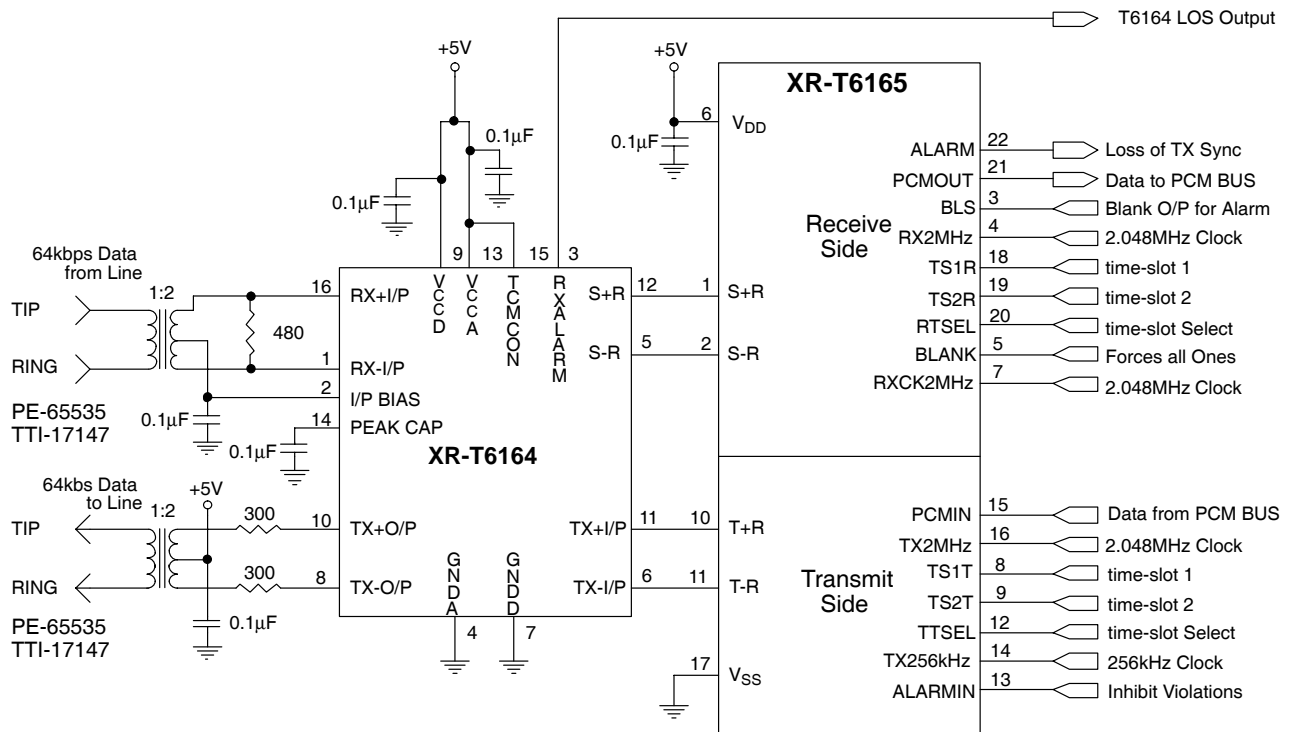 T6164 LOS Output
+5V
+5V
XR-T6165
6
VDD
0.1μF
0.1μF
0.1μF
ALARM 22 Loss of TX Sync
PCMOUT 21 Data to PCM BUS
BLS 3 Blank O/P for Alarm
RX2MHz 4 2.048MHz Clock
TS1R 18 time-slot 1
TS2R 19 time-slot 2
RTSEL 20 time-slot Select
BLANK 5 Forces all Ones
RXCK2MHz 7 2.048MHz Clock
Receive
Side
64kbps Data
from Line
1:2
TIP
RING
480
PE-65535
TTI-17147
0.1μF
0.1μF
9 13 15 3
VCCD
VCCA
TCMCON
RXALARM
16 RX+I/P
1 RX-I/P
2 I/P BIAS
14 PEAK CAP
XR-T6164
S+R 12 1 S+R
S-R 5 2 S-R
64kbs Data
to Line
+5V
1:2
TIP
RING
300
300
10 TX+O/P
8 TX-O/P
PE-65535
TTI-17147
0.1μF
GNDA
GNDD
4
7
TX+I/P 11 10 T+R
TX-I/P 6 11 T-R
Transmit
Side
17 VSS
PCMIN 15 Data from PCM BUS
TX2MHz 16 2.048MHz Clock
TS1T 8 time-slot 1
TS2T 9 time-slot 2
TTSEL 12 time-slot Select
TX256kHz 14 256kHz Clock
ALARMIN 13 Inhibit Violations